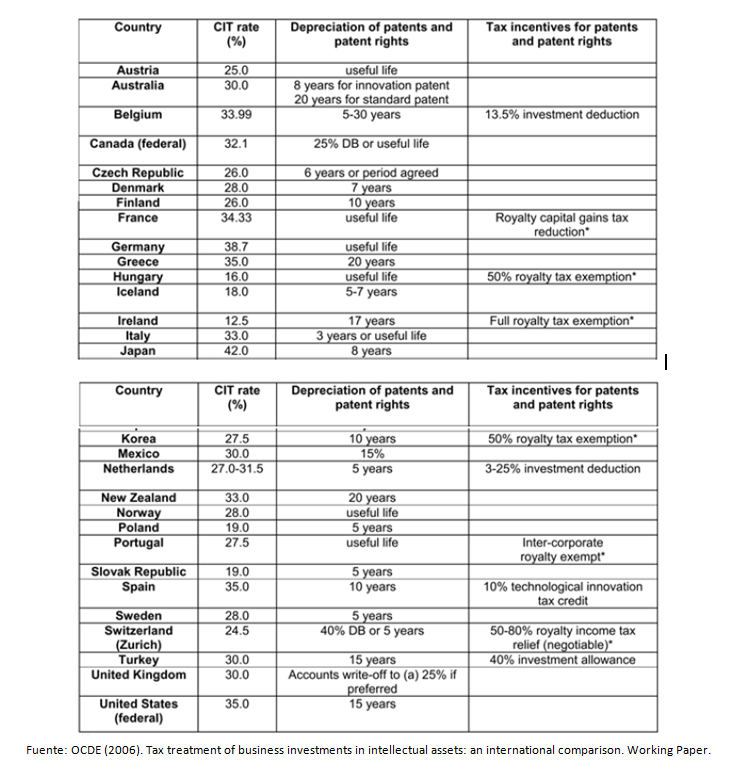 Country CIT rate (%) Depreciation of patents and patent rights Tax incentives for patents and patent rights
Austria 25.0 useful life
Australia 30.0 8 years for innovation patent
20 years for standard patent
Belgium 33.99 5-30 years 13.5% investment deduction
Canada (federal) 32.1 25% DB or useful life
Czech Republic 26.0 6 years or period agreed
Denmark 28.0 7 years
Finland 26.0 10 years
France 34.33 useful life Royalty capital gains tax
reduction*
Germany 38.7 useful life
Greece 35.0 20 years
Hungary 16.0 useful life 50% royalty tax exemption*
Iceland 18.0 5-7 years
Ireland 12.5 17 years Full royalty tax exemption*
Italy 33.0 3 years or useful life
Japan 42.0 8 years
Country CIT rate (%) Depreciation of patents and patent rights Tax incentives for patents and patent rights
Korea 27.5 10 years 50% royalty tax exemption*
Mexico 30.0 15%
Netherlands 27.0-31.5 5 years 3-25% investment deduction
New Zealand 33.0 20 years
Norway 28.0 useful life
Poland 19.0 5 years
Portugal 27.5 useful life Inter-corporate
royalty exempt*
Slovak Republic 19.0 5 years
Spain 35.0 10 years 10% technological innovation
tax credit
Sweden 28.0 5 years
Switzerland 24.5 40% DB or 5 years 50-80% royalty income tax
(Zurich) relief (negotiable)*
Turkey 30.0 15 years 40% investment allowance
United Kingdom 30.0 Accounts write-off to (a) 25% if
preferred
United States 35.0 15 years
(federal)
Fuente: OCDE (2006). Tax treatment of business investments in intellectual assets: an international comparison. Working Paper.